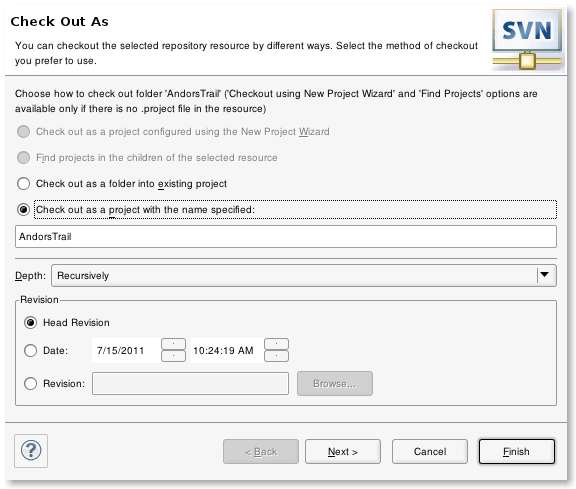 Check Out As
SVN
You can checkout the selected repository resource by different ways. Select the method of checkout
you prefer to use.
Choose how to check out folder 'AndorsTrail' ('Checkout using New Project Wizard' and 'Find Projects' options are
available only if there is no .project file in the resource)
Check out as a project configured using the New Project Wizard
Find projects in the children of the selected resource
Check out as a folder into existing project
Check out as a project with the name specified:
AndorsTrail
Depth: Recursively
Revision
Head Revision
Date: 7/15/2011 10:24:19 AM
Revision: Browse...
? < Back Next > Cancel Finish